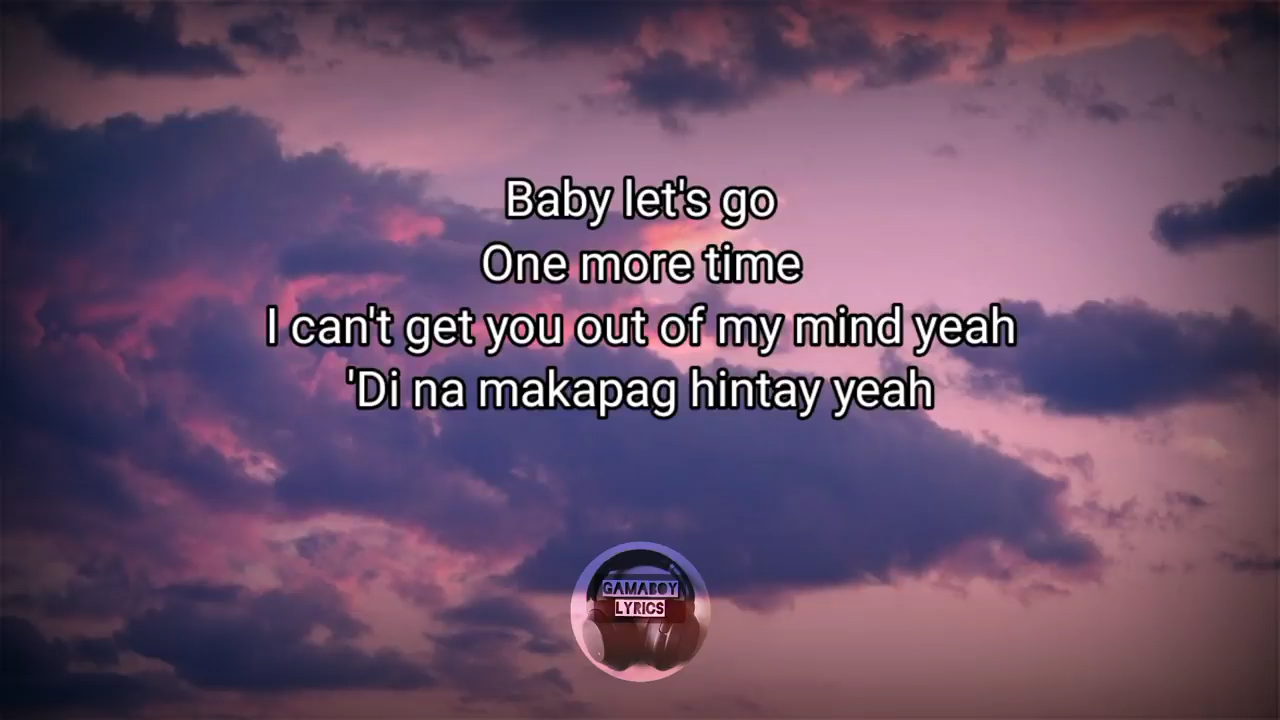 Baby let's go
One more time
I can't get you out of my mind yeah
'Di na makapag hintay yeah
GAMABOY
LYRICS